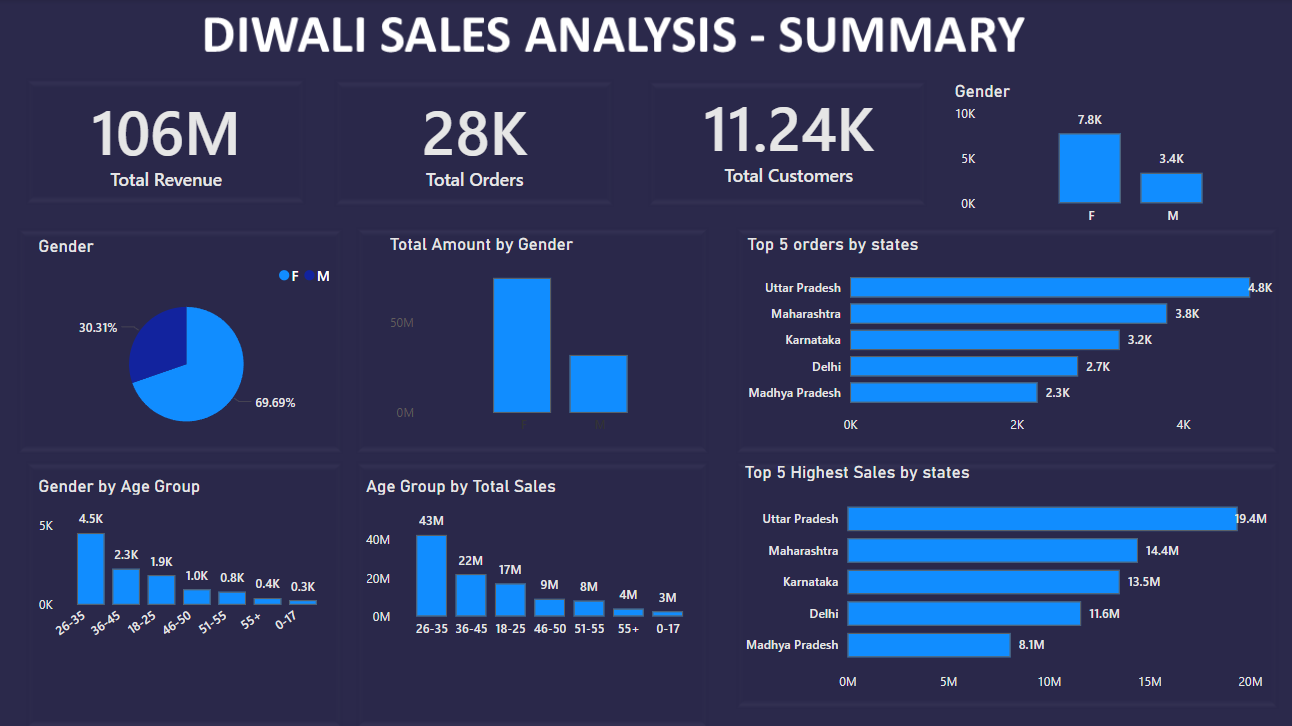 DIWALI SALES ANALYSIS - SUMMARY
106M
Total Revenue
28K
Total Orders
11.24K
Total Customers
Gender
10K
5K
0K
7.8K
3.4K
F
M
Gender
F M
30.31%
69.69%
Total Amount by Gender
50M
0M
F
M
Top 5 orders by states
Uttar Pradesh 4.8K
Maharashtra 3.8K
Karnataka 3.2K
Delhi 2.7K
Madhya Pradesh 2.3K
0K 2K 4K
Gender by Age Group
5K
0K
4.5K
2.3K
1.9K
1.0K
0.8K
0.4K
0.3K
26-35 36-45 18-25 46-50 51-55 55+ 0-17
Age Group by Total Sales
40M
20M
0M
43M
22M
17M
9M
8M
4M
3M
26-35 36-45 18-25 46-50 51-55 55+ 0-17
Top 5 Highest Sales by states
Uttar Pradesh 19.4M
Maharashtra 14.4M
Karnataka 13.5M
Delhi 11.6M
Madhya Pradesh 8.1M
0M 5M 10M 15M 20M